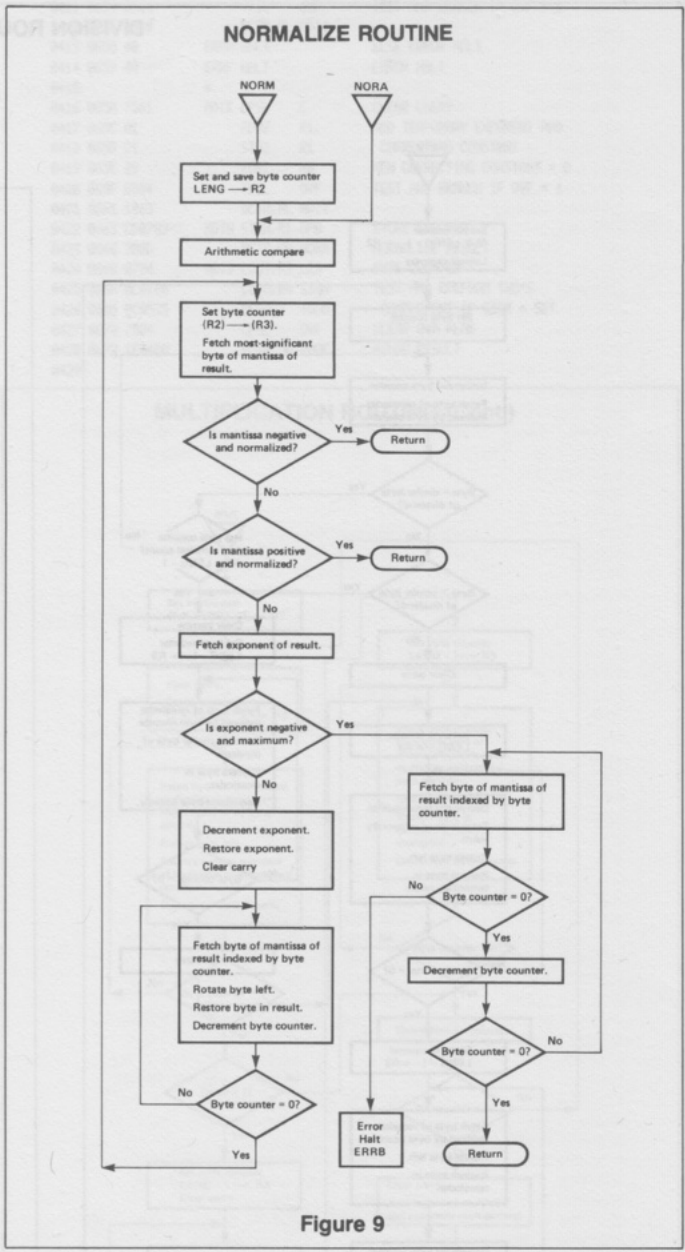 NORMALIZE ROUTINE
NORM
NORA
Set and save byte counter
LENG → R2
Arithmetic compare
Set byte counter
(R2) → (R3).
Fetch most-significant
byte of mantissa of
result.
Is mantissa negative
and normalized?
Yes
Return
No
Is mantissa positive
and normalized?
Yes
Return
No
Fetch exponent of result.
Is exponent negative
and maximum?
Yes
No
Fetch byte of mantissa of
result indexed by byte
counter.
Decrement exponent.
Restore exponent.
Clear carry
No
Byte counter = 0?
Yes
Fetch byte of mantissa of
result indexed by byte
counter.
Rotate byte left.
Restore byte in result.
Decrement byte counter.
Decrement byte counter.
No
Byte counter = 0?
No
Byte counter = 0?
Yes
Yes
Error
Halt
ERRB
Return
Figure 9